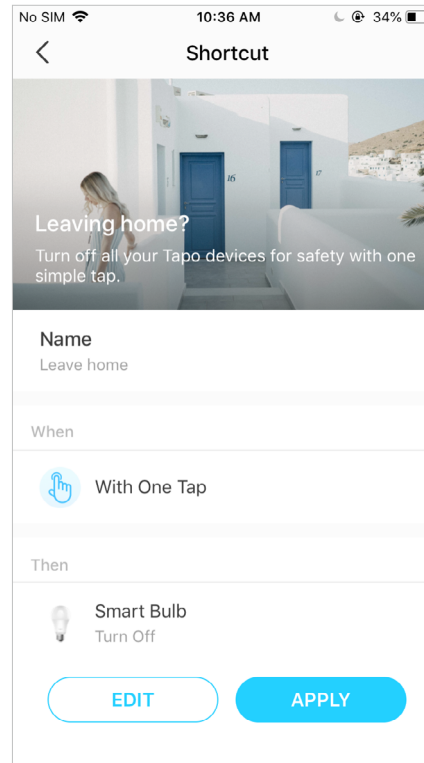 No SIM 10:36 AM 34%
Shortcut
16
17
Leaving home?
Turn off all your Tapo devices for safety with one
simple tap.
Name
Leave home
When
With One Tap
Then
Smart Bulb
Turn Off
EDIT APPLY